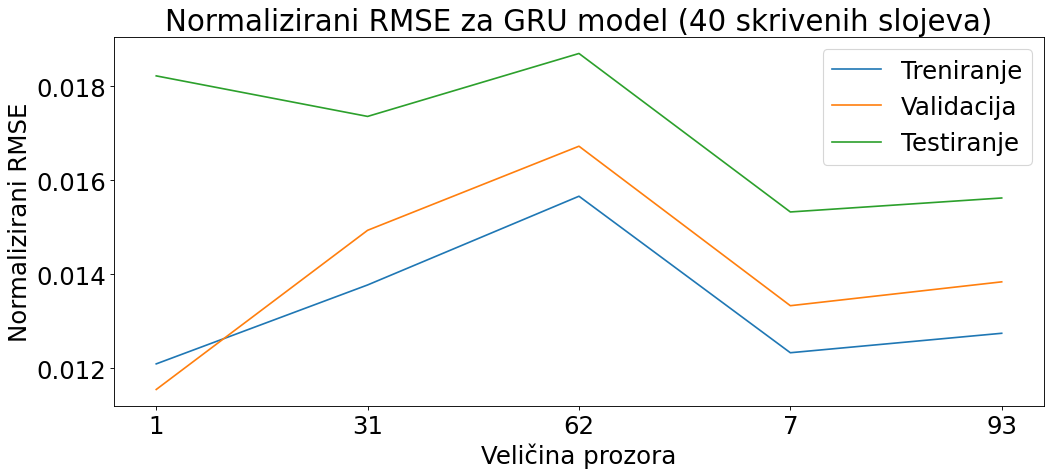 Normalizirani RMSE za GRU model (40 skrivenih slojeva)
Normalizirani RMSE
0.018
0.016
0.014
0.012
Treniranje
Validacija
Testiranje
1 31 62 7 93
Veličina prozora